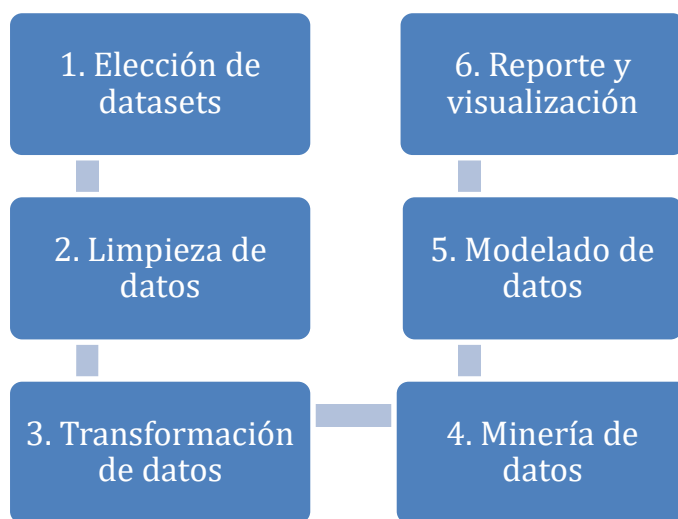 1. Elección de
datasets
2. Limpieza de
datos
3. Transformación
de datos
4. Minería de
datos
5. Modelado de
datos
6. Reporte y
visualización